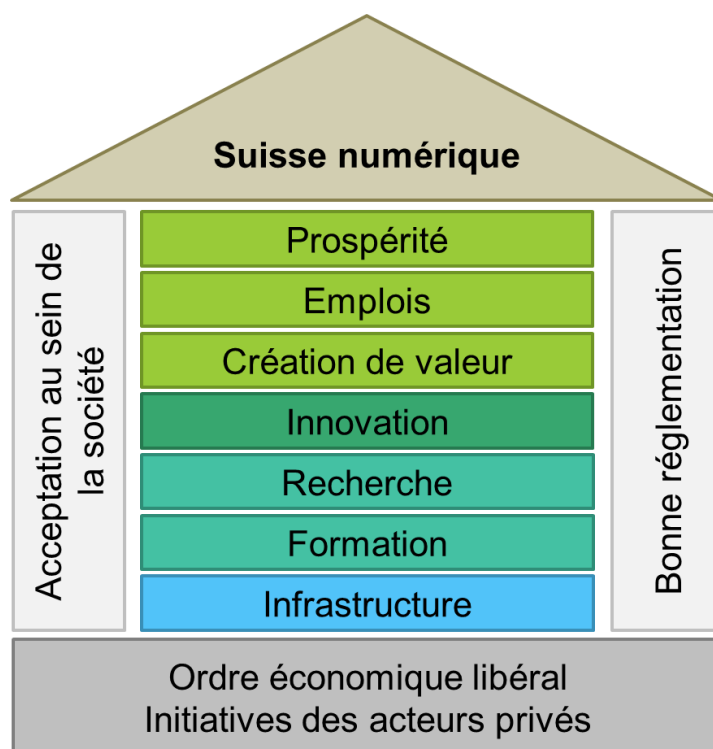 Suisse numérique
Acceptation au sein de
la société
Prospérité
Emplois
Création de valeur
Innovation
Recherche
Formation
Infrastructure
Bonne réglementation
Ordre économique libéral
Initiatives des acteurs privés